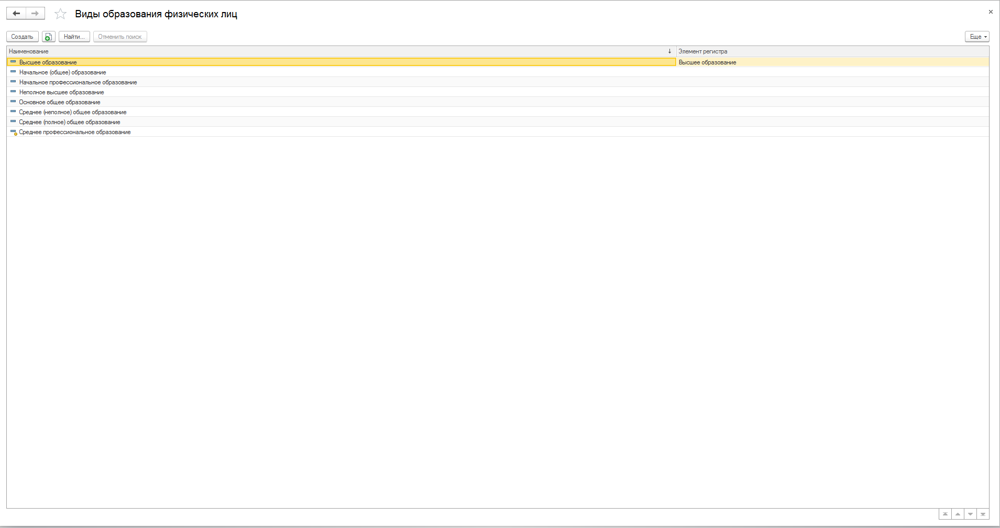 Виды образования физических лиц
Создать Найти... Отменить поиск Еще
Наименование Элемент регистра
Высшее образование Высшее образование
Начальное (общее) образование
Начальное профессиональное образование
Неполное высшее образование
Основное общее образование
Среднее (неполное) общее образование
Среднее (полное) общее образование
Среднее профессиональное образование